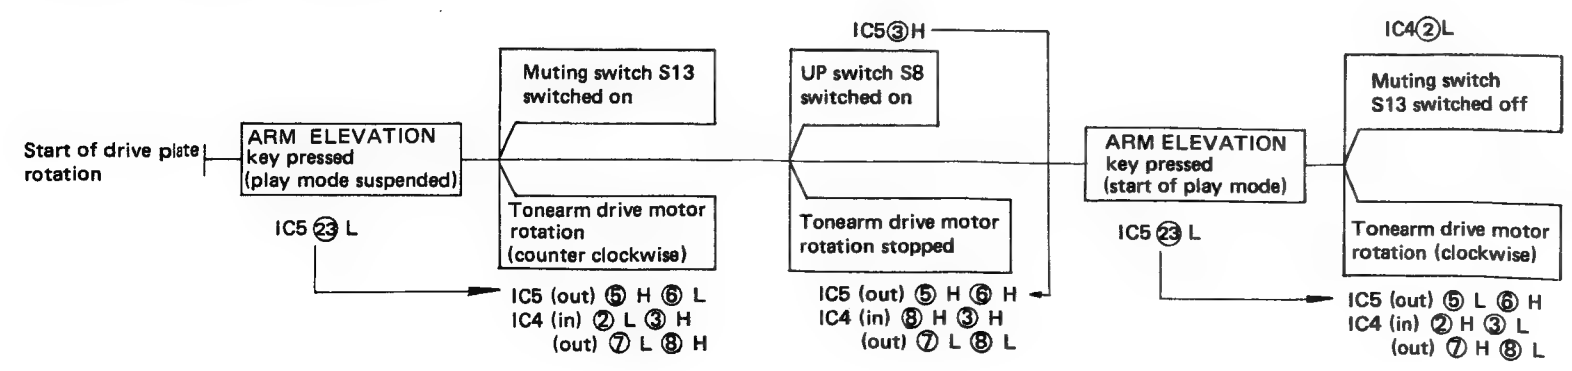 Start of drive plate
rotation
ARM ELEVATION
key pressed
(play mode suspended)
IC5 ㉓ L
Muting switch S13
switched on
Tonearm drive motor
rotation
(counter clockwise)
IC5 (out) ⑤ H ⑥ L
IC4 (in) ② L ③ H
(out) ⑦ L ⑧ H
IC5③H
UP switch S8
switched on
Tonearm drive motor
rotation stopped
IC5 (out) ⑤ H ⑥ H
IC4 (in) ⑧ H ③ H
(out) ⑦ L ⑧ L
ARM ELEVATION
key pressed
(start of play mode)
IC5 ㉓ L
IC4②L
Muting switch
S13 switched off
Tonearm drive motor
rotation (clockwise)
IC5 (out) ⑤ L ⑥ H
IC4 (in) ② H ③ L
(out) ⑦ H ⑧ L